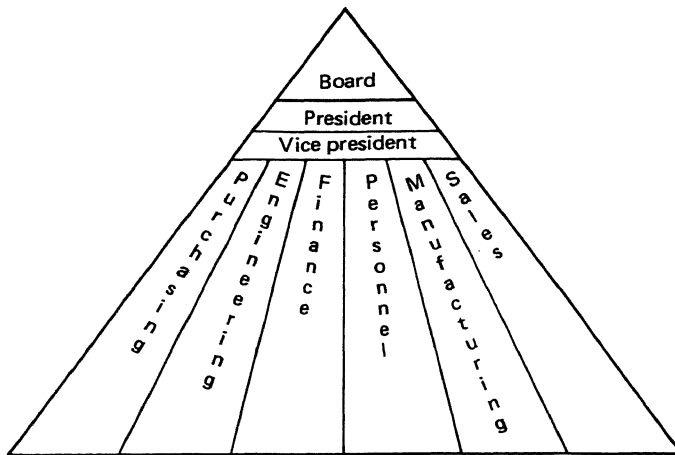 Board
President
Vice president
Purchasing
Engineering
Finance
Personnel
Manufacturing
Sales